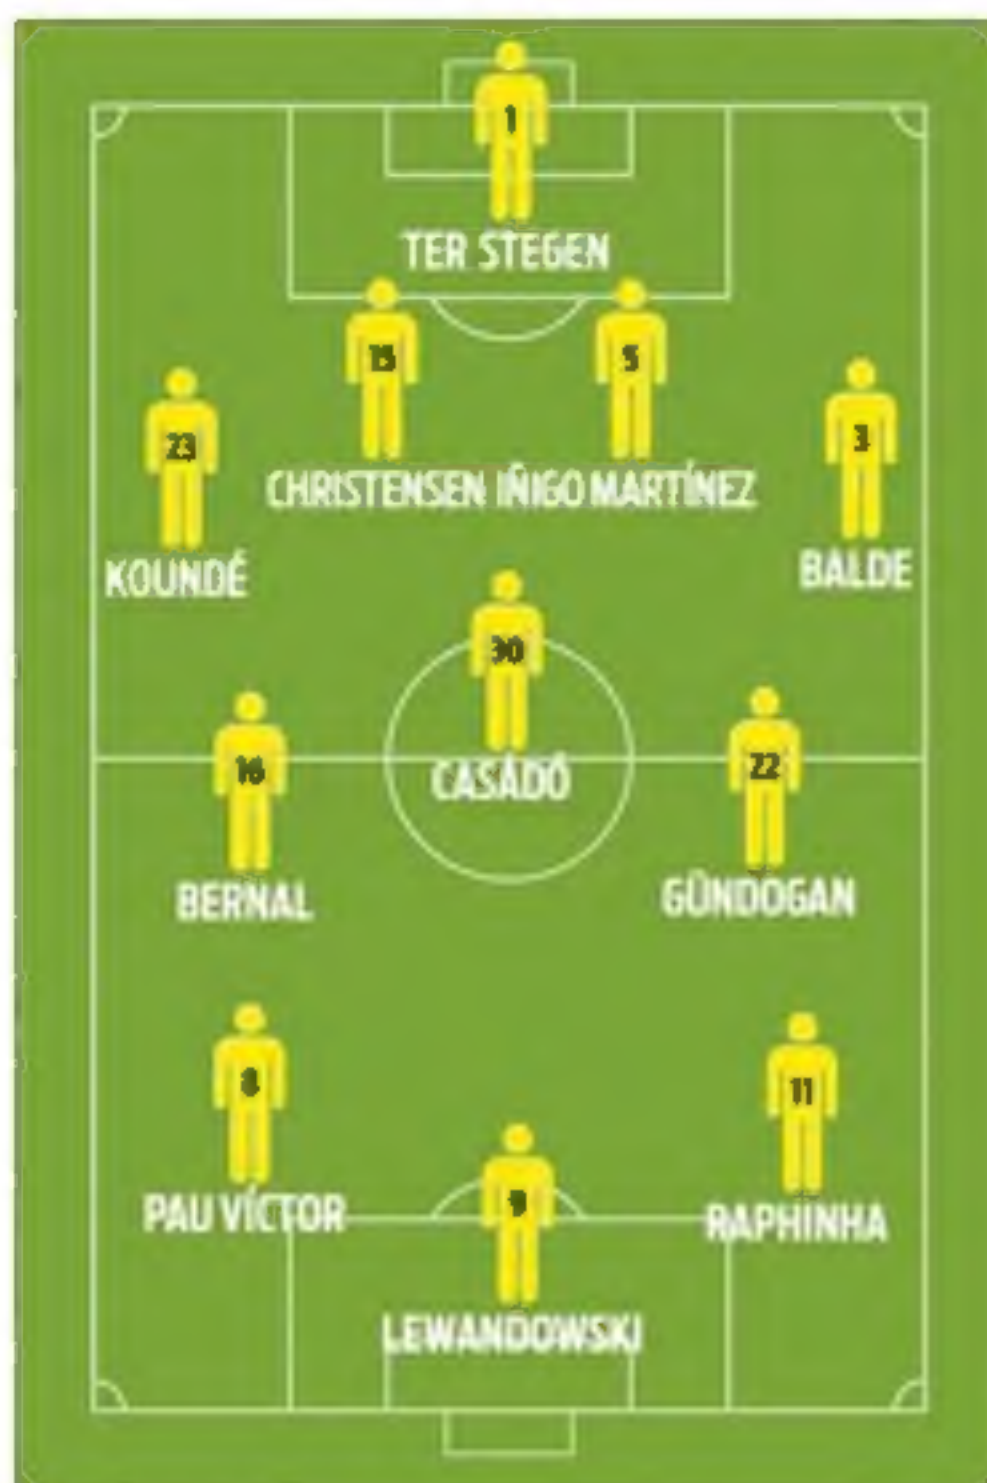 1
TER STEGEN
15
5
23
3
CHRISTENSEN IÑIGO MARTÍNEZ
KOUNDÉ
BALDE
30
16
22
CASADÓ
BERNAL
GÜNDOGAN
8
11
PAU VÍCTOR
9
RAPHINHA
LEWANDOWSKI